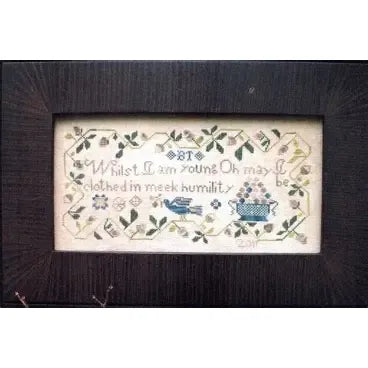 BT
Whilst I am young Oh may I
clothed in meek humility be
2011